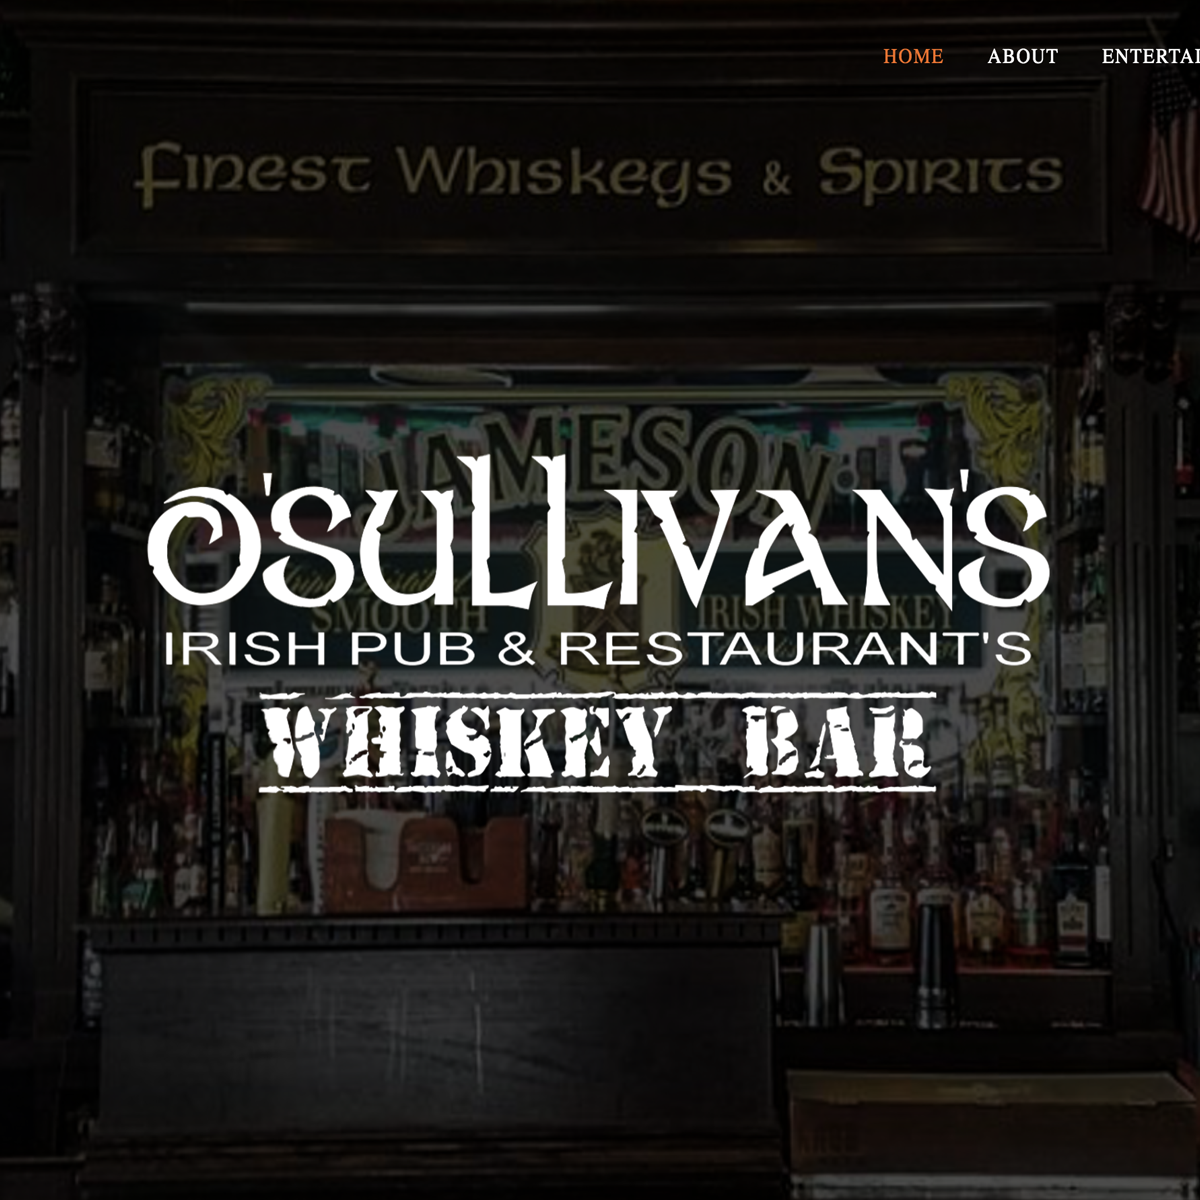 HOME ABOUT ENTERTAI
Finest Whiskeys & Spirits
JAMESON
O'SULLIVAN'S
SMOOTH IRISH WHISKEY
IRISH PUB & RESTAURANT'S
WHISKEY BAR